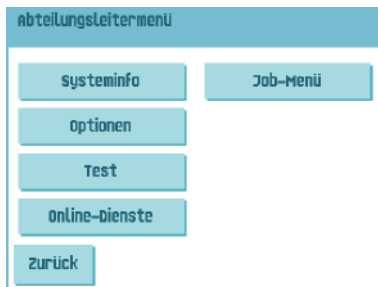 Abteilungsleitermenü
Systeminfo
Job-Menü
Optionen
Test
Online-Dienste
Zurück